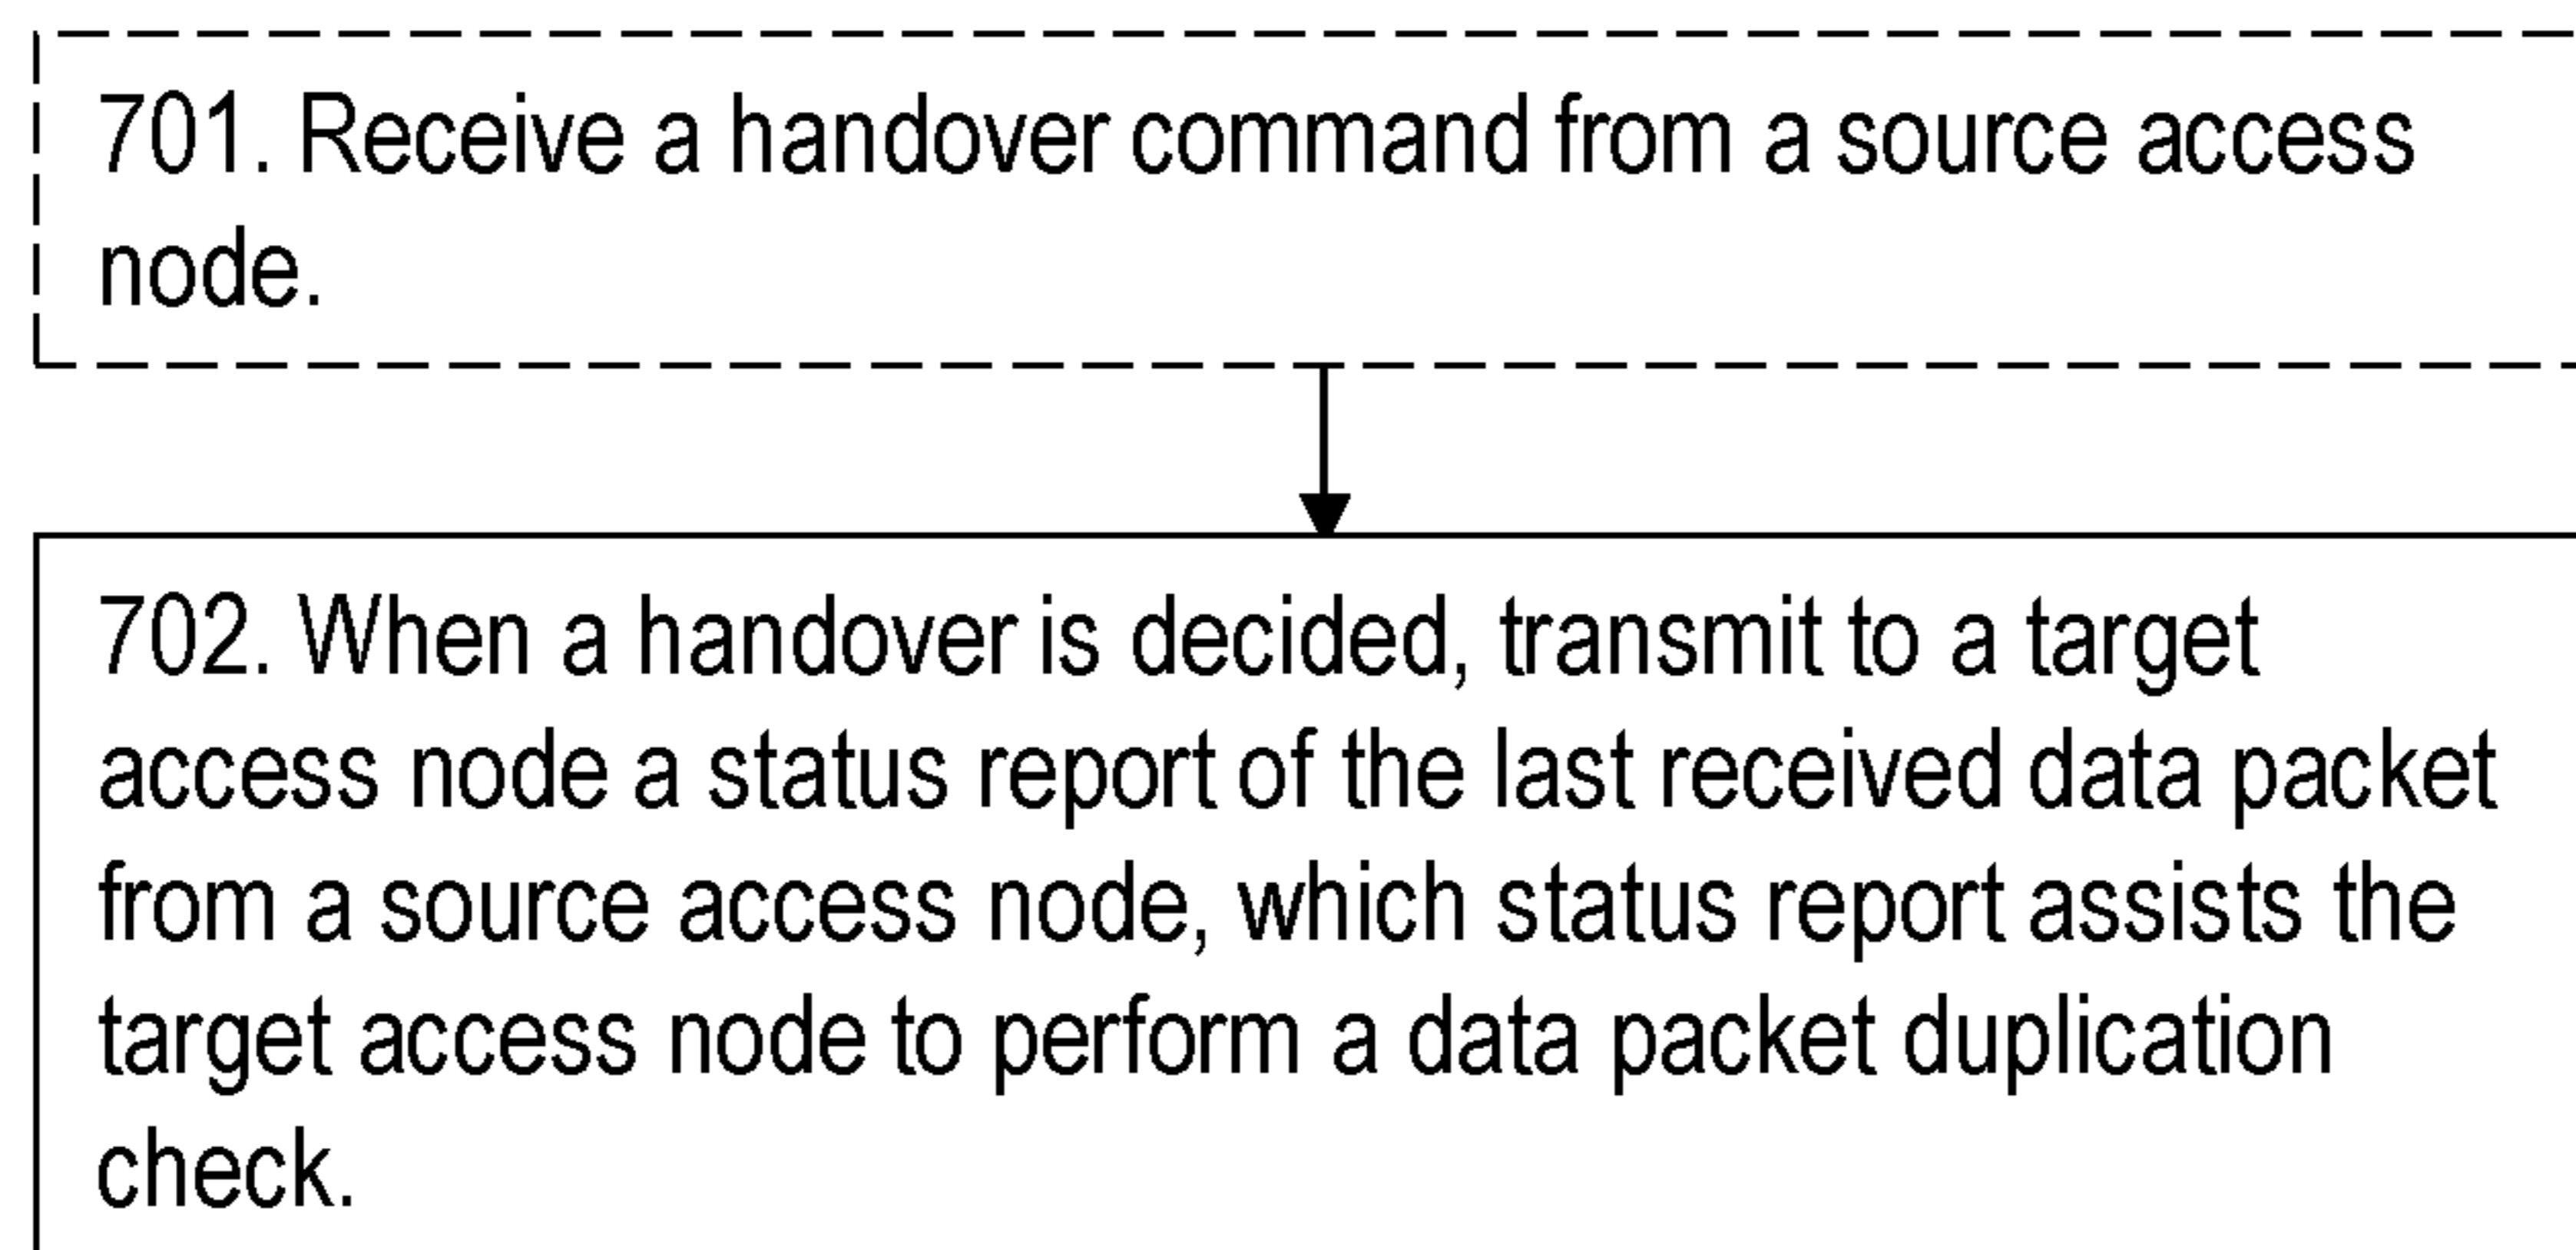 701. Receive a handover command from a source access
node.
702. When a handover is decided, transmit to a target
access node a status report of the last received data packet
from a source access node, which status report assists the
target access node to perform a data packet duplication
check.